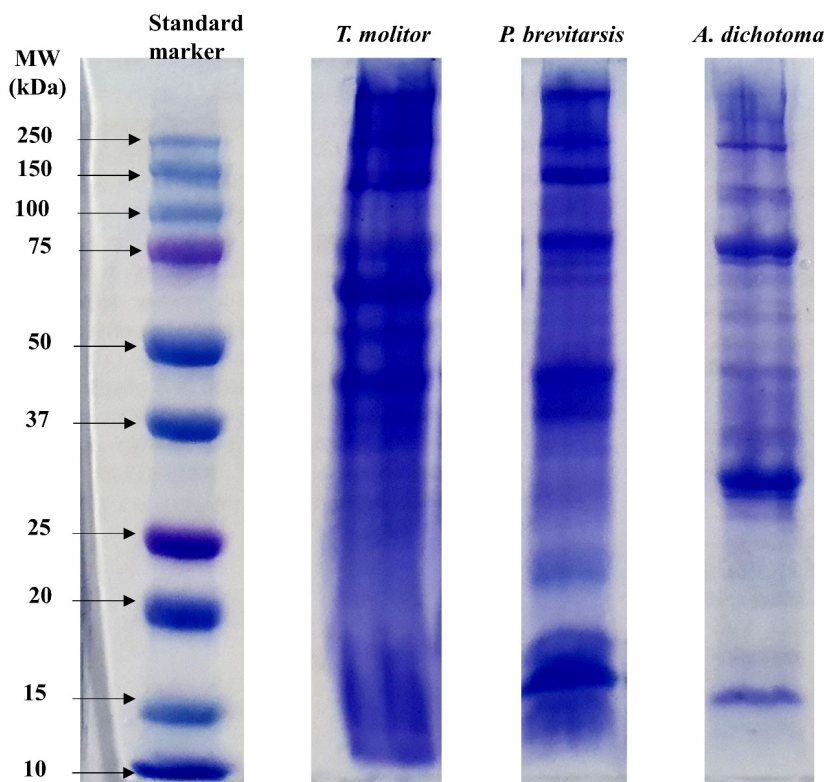 Standard
marker
T. molitor
P. brevitarsis
A. dichotoma
MW
(kDa)
250
150
100
75
50
37
25
20
15
10